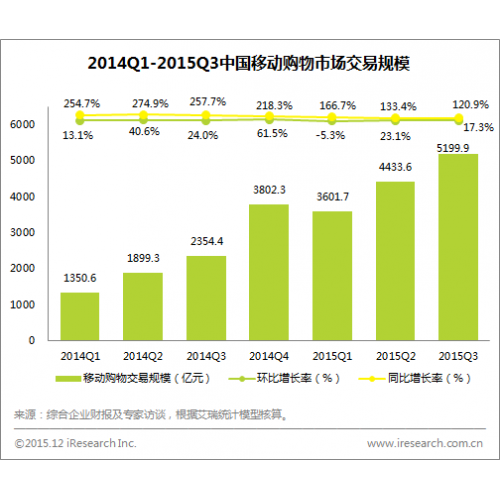 2014Q1-2015Q3中国移动购物市场交易规模
254.7% 274.9% 257.7% 218.3% 166.7% 133.4% 120.9%
13.1% 40.6% 24.0% 61.5% -5.3% 23.1% 17.3%
6000
5000
4000
3000
2000
1000
0
1350.6 1899.3 2354.4 3802.3 3601.7 4433.6 5199.9
2014Q1 2014Q2 2014Q3 2014Q4 2015Q1 2015Q2 2015Q3
移动购物交易规模（亿元） 环比增长率（%） 同比增长率（%）
来源：综合企业财报及专家访谈，根据艾瑞统计模型核算。
©2015.12 iResearch Inc. www.iresearch.com.cn